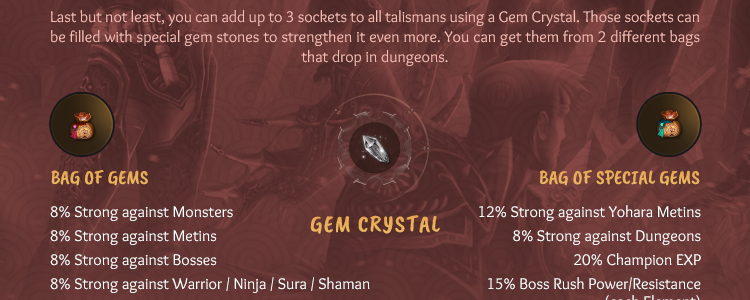 Last but not least, you can add up to 3 sockets to all talismans using a Gem Crystal. Those sockets can
be filled with special gem stones to strengthen it even more. You can get them from 2 different bags
that drop in dungeons.
BAG OF GEMS
8% Strong against Monsters
8% Strong against Metins
8% Strong against Bosses
8% Strong against Warrior / Ninja / Sura / Shaman
GEM CRYSTAL
BAG OF SPECIAL GEMS
12% Strong against Yohara Metins
8% Strong against Dungeons
20% Champion EXP
15% Boss Rush Power/Resistance
(each Element)